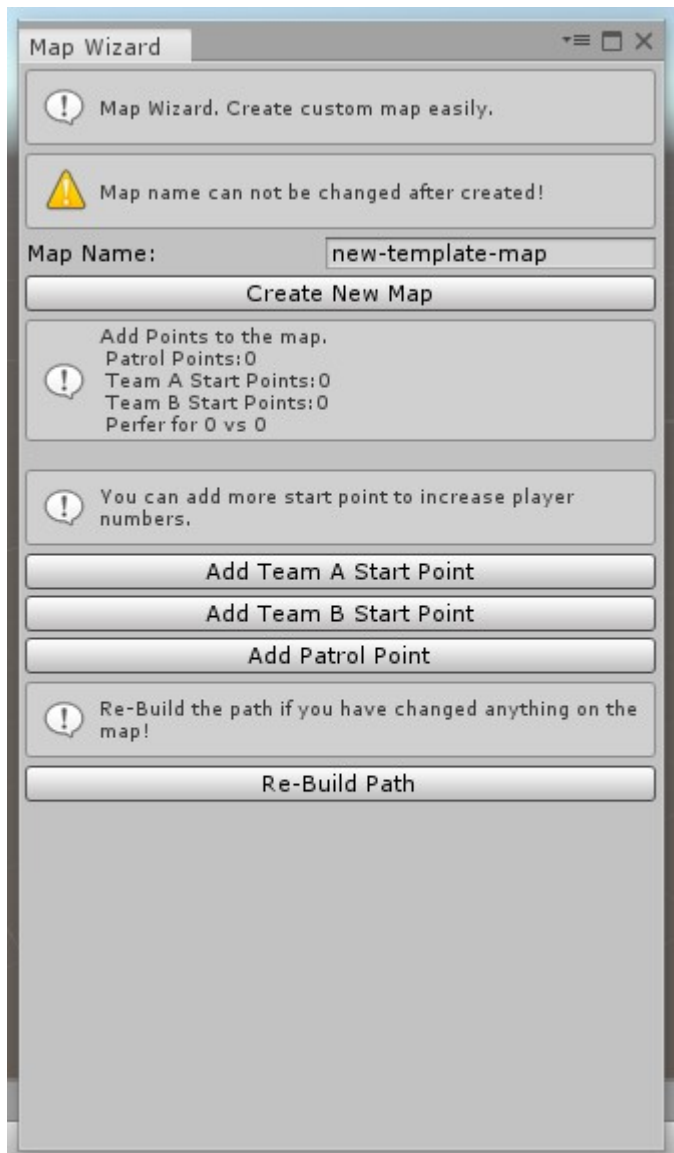 Map Wizard
Map Wizard. Create custom map easily.
Map name can not be changed after created!
Map Name: new-template-map
Create New Map
Add Points to the map.
Patrol Points:0
Team A Start Points:0
Team B Start Points:0
Perfer for 0 vs 0
You can add more start point to increase player
numbers.
Add Team A Start Point
Add Team B Start Point
Add Patrol Point
Re-Build the path if you have changed anything on the
map!
Re-Build Path